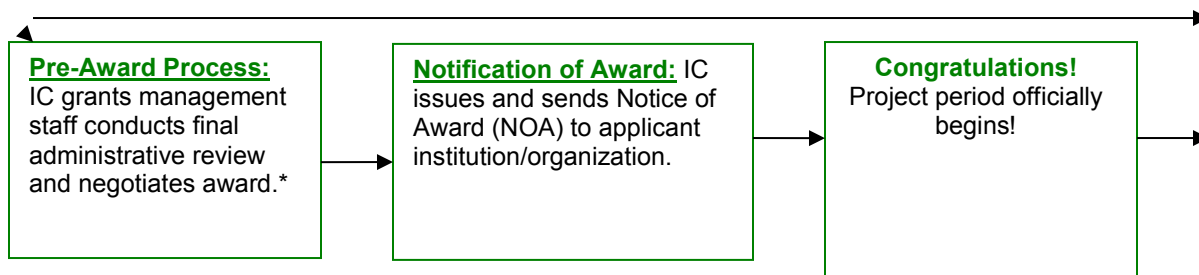 Pre-Award Process:
IC grants management
staff conducts final
administrative review
and negotiates award.*
Notification of Award: IC
issues and sends Notice of
Award (NOA) to applicant
institution/organization.
Congratulations!
Project period officially
begins!